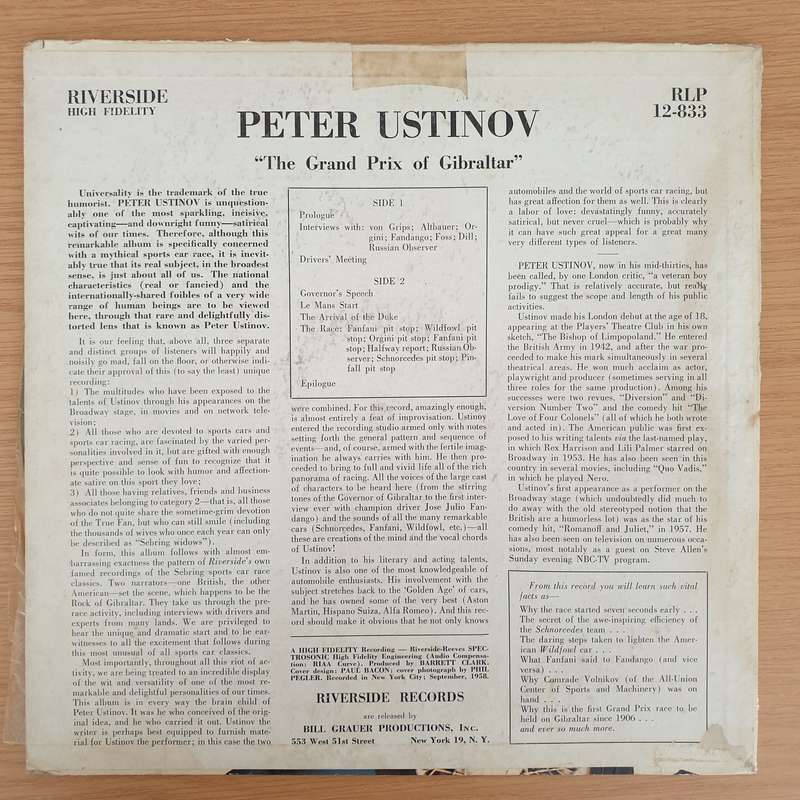 RIVERSIDE
HIGH FIDELITY
RLP
12-833
PETER USTINOV
“The Grand Prix of Gibraltar”
Universality is the trademark of the true
humorist. PETER USTINOV is unquestion-
ably one of the most sparkling, incisive,
captivating—and downright funny—satirical
wits of our times. Therefore, although this
remarkable album is specifically concerned
with a mythical sports car race, it is inevit-
ably true that its real subject, in the broadest
sense, is just about all of us. The national
characteristics (real or fancied) and the
internationally-shared foibles of a very wide
range of human beings are to be viewed
here, through that rare and delightfully dis-
torted lens that is known as Peter Ustinov.
It is our feeling that, above all, three separate
and distinct groups of listeners will happily and
noisily go mad, fall on the floor, or otherwise indi-
cate their approval of this (to say the least) unique
recording:
1) The multitudes who have been exposed to the
talents of Ustinov through his appearances on the
Broadway stage, in movies and on network tele-
vision;
2) All those who are devoted to sports cars and
sports car racing, are fascinated by the varied per-
sonalities involved in it, but are gifted with enough
perspective and sense of fun to recognize that it
is quite possible to look with humor and affection-
ate satire on this sport they love;
3) All those having relatives, friends and business
associates belonging to category 2—that is, all those
who do not quite share the sometime-grim devotion
of the True Fan, but who can still smile (including
the thousands of wives who once each year can only
be described as “Sebring widows”).
In form, this album follows with almost em-
barrassing exactness the pattern of Riverside's own
famed recordings of the Sebring sports car race
classics. Two narrators—one British, the other
American—set the scene, which happens to be the
Rock of Gibraltar. They take us through the pre-
race activity, including interviews with drivers and
experts from many lands. We are privileged to
hear the unique and dramatic start and to be ear-
witnesses to all the excitement that follows during
this most unusual of all sports car classics.
Most importantly, throughout all this riot of ac-
tivity, we are being treated to an incredible display
of the wit and versatility of one of the most re-
markable and delightful personalities of our times.
This album is in every way the brain child of
Peter Ustinov. It was he who conceived of the orig-
inal idea, and he who carried it out. Ustinov the
writer is perhaps best equipped to furnish mate-
rial for Ustinov the performer; in this case the two
SIDE 1
Prologue
Interviews with: von Grips; Altbauer; Or-
gini; Fandango; Foss; Dill;
Russian Observer
Drivers' Meeting
SIDE 2
Governor's Speech
Le Mans Start
The Arrival of the Duke
The Race: Fanfani pit stop; Wildfowl pit
stop; Orgini pit stop; Fanfani pit
stop; Halfway report; Russian Ob-
server; Schnorcedes pit stop; Pin-
fall pit stop
Epilogue
were combined. For this record, amazingly enough,
is almost entirely a feat of improvisation. Ustinov
entered the recording studio armed only with notes
setting forth the general pattern and sequence of
events—and, of course, armed with the fertile imag-
ination he always carries with him. He then pro-
ceeded to bring to full and vivid life all of the rich
panorama of racing. All the voices of the large cast
of characters to be heard here (from the stirring
tones of the Governor of Gibraltar to the first inter-
view ever with champion driver Jose Julio Fan-
dango) and the sounds of all the many remarkable
cars (Schnorcedes, Fanfani, Wildfowl, etc.)—all
these are creations of the mind and the vocal chords
of Ustinov!
In addition to his literary and acting talents,
Ustinov is also one of the most knowledgeable of
automobile enthusiasts. His involvement with the
subject stretches back to the 'Golden Age' of cars,
and he has owned some of the very best (Aston
Martin, Hispano Suiza, Alfa Romeo). And this rec-
ord should make it obvious that he not only knows
A HIGH FIDELITY Recording — Riverside-Reeves SPEC-
TROSONIC High Fidelity Engineering (Audio Compensa-
tion: RIAA Curve). Produced by BARRETT CLARK.
Cover design: PAUL BACON; cover photograph by PHIL
PEGLER. Recorded in New York City; September, 1958.
RIVERSIDE RECORDS
are released by
BILL GRAUER PRODUCTIONS, Inc.
553 West 51st Street New York 19, N. Y.
automobiles and the world of sports car racing, but
has great affection for them as well. This is clearly
a labor of love: devastatingly funny, accurately
satirical, but never cruel—which is probably why
it can have such great appeal for a great many
very different types of listeners.
PETER USTINOV, now in his mid-thirties, has
been called, by one London critic, “a veteran boy
prodigy.” That is relatively accurate, but really
fails to suggest the scope and length of his public
activities.
Ustinov made his London debut at the age of 18,
appearing at the Players' Theatre Club in his own
sketch, “The Bishop of Limpopoland.” He entered
the British Army in 1942, and after the war pro-
ceeded to make his mark simultaneously in several
theatrical areas. He won much acclaim as actor,
playwright and producer (sometimes serving in all
three roles for the same production). Among his
successes were two revues, “Diversion” and “Di-
version Number Two” and the comedy hit “The
Love of Four Colonels” (all of which he both wrote
and acted in). The American public was first ex-
posed to his writing talents via the last-named play,
in which Rex Harrison and Lili Palmer starred on
Broadway in 1953. He has also been seen in this
country in several movies, including “Quo Vadis,”
in which he played Nero.
Ustinov's first appearance as a performer on the
Broadway stage (which undoubtedly did much to
do away with the old stereotyped notion that the
British are a humorless lot) was as the star of his
comedy hit, “Romanoff and Juliet,” in 1957. He
has also been seen on television on numerous occa-
sions, most notably as a guest on Steve Allen's
Sunday evening NBC-TV program.
From this record you will learn such vital
facts as—
Why the race started seven seconds early . . .
The secret of the awe-inspiring efficiency of
the Schnorcedes team . . .
The daring steps taken to lighten the Amer-
ican Wildfowl car . . .
What Fanfani said to Fandango (and vice
versa) . . .
Why Comrade Volnikov (of the All-Union
Center of Sports and Machinery) was on
hand . . .
Why this is the first Grand Prix race to be
held on Gibraltar since 1906 . . .
and ever so much more.